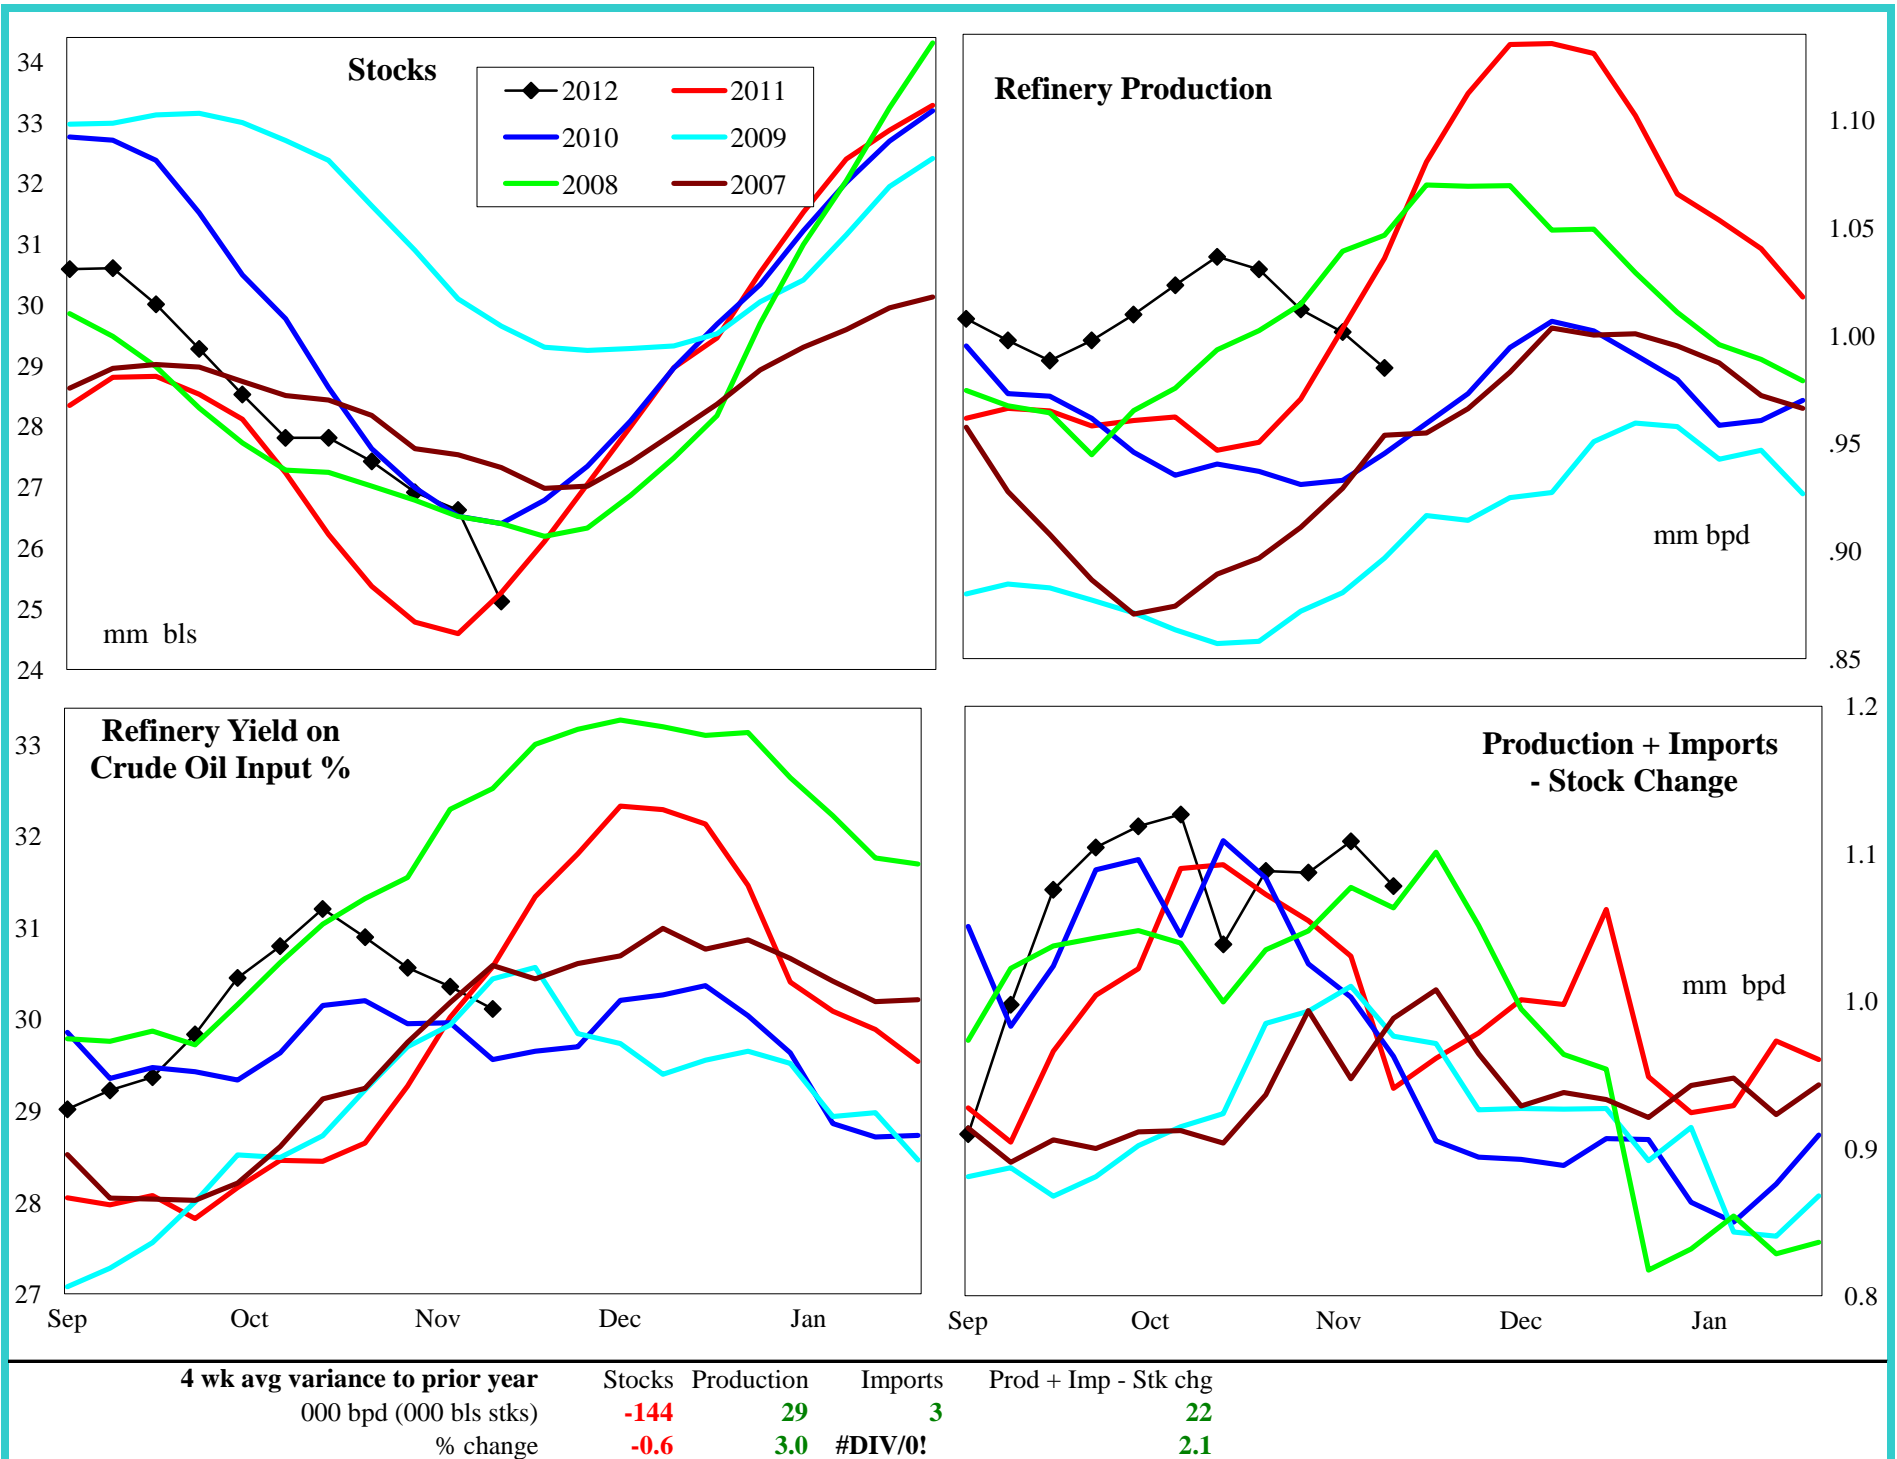 Stocks
2012 2011
2010 2009
2008 2007
34
33
32
31
30
29
28
27
26
25
24
mm bls
Refinery Production
1.10
1.05
1.00
.95
.90
.85
mm bpd
Refinery Yield on
Crude Oil Input %
33
32
31
30
29
28
27
Sep Oct Nov Dec Jan
Production + Imports
- Stock Change
1.2
1.1
1.0
0.9
0.8
mm bpd
Sep Oct Nov Dec Jan
4 wk avg variance to prior year Stocks Production Imports Prod + Imp - Stk chg
000 bpd (000 bls stks) -144 29 3 22
% change -0.6 3.0 #DIV/0! 2.1